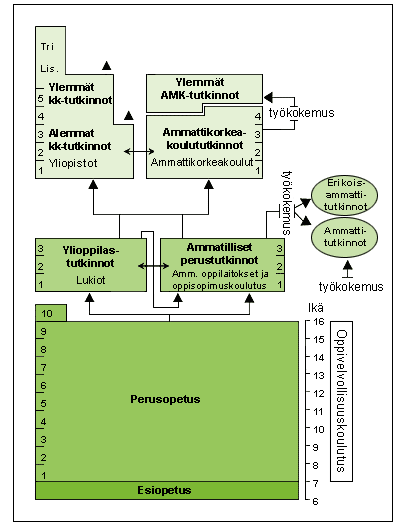 Tri
Lis.
Ylemmät
kk-tutkinnot
5
4
Alemmat
kk-tutkinnot
3
2
Yliopistot
1
Ylemmät
AMK-tutkinnot
työkokemus
4
Ammattikorkea-
koulututkinnot
3
2
Ammattikorkeakoulut
1
työkokemus
Erikois-
ammatti-
tutkinnot
Ammatti-
tutkinnot
työkokemus
3
Ylioppilas-
tutkinnot
2
Lukiot
1
Ammatilliset
perustutkinnot
3
2
Amm. oppilaitokset ja
oppisopimuskoulutus
1
Ikä
10
9
8
7
6
5
4
3
2
1
Perusopetus
Esiopetus
16
15
14
13
12
11
10
9
8
7
6
Oppivelvollisuuskoulutus